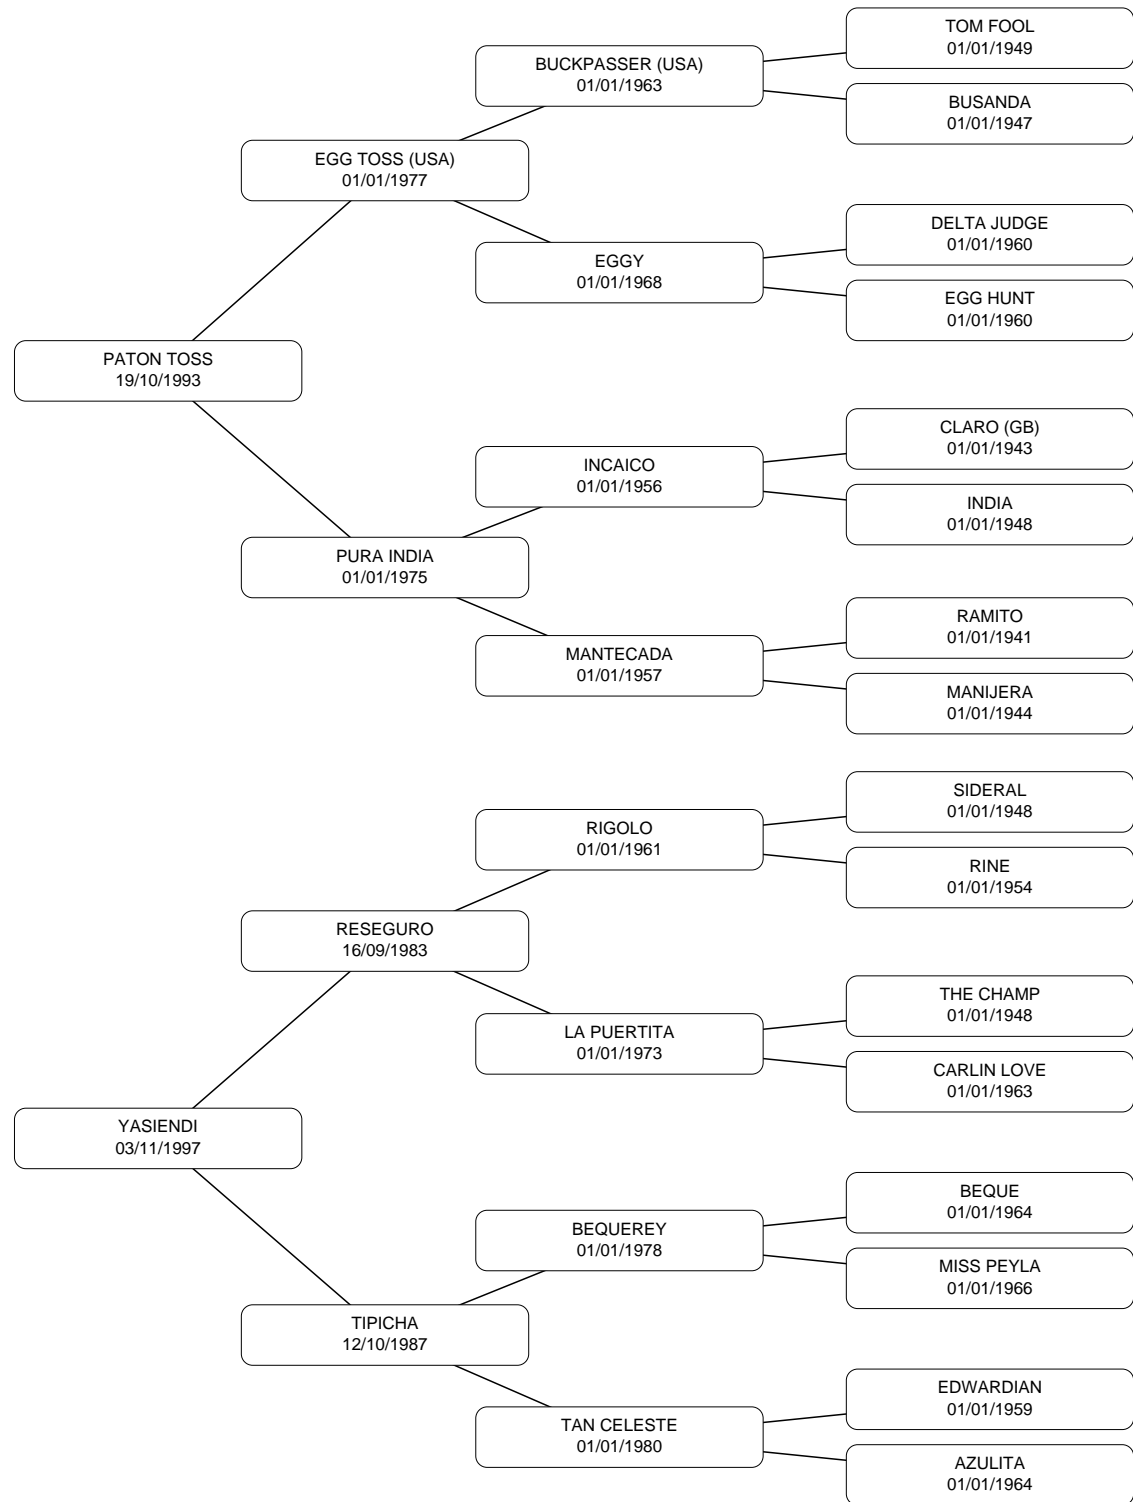 TOM FOOL
01/01/1949
BUCKPASSER (USA)
01/01/1963
BUSANDA
01/01/1947
EGG TOSS (USA)
01/01/1977
DELTA JUDGE
01/01/1960
EGGY
01/01/1968
EGG HUNT
01/01/1960
PATON TOSS
19/10/1993
CLARO (GB)
01/01/1943
INCAICO
01/01/1956
INDIA
01/01/1948
PURA INDIA
01/01/1975
RAMITO
01/01/1941
MANTECADA
01/01/1957
MANIJERA
01/01/1944
SIDERAL
01/01/1948
RIGOLO
01/01/1961
RINE
01/01/1954
RESEGURO
16/09/1983
THE CHAMP
01/01/1948
LA PUERTITA
01/01/1973
CARLIN LOVE
01/01/1963
YASIENDI
03/11/1997
BEQUE
01/01/1964
BEQUEREY
01/01/1978
MISS PEYLA
01/01/1966
TIPICHA
12/10/1987
EDWARDIAN
01/01/1959
TAN CELESTE
01/01/1980
AZULITA
01/01/1964